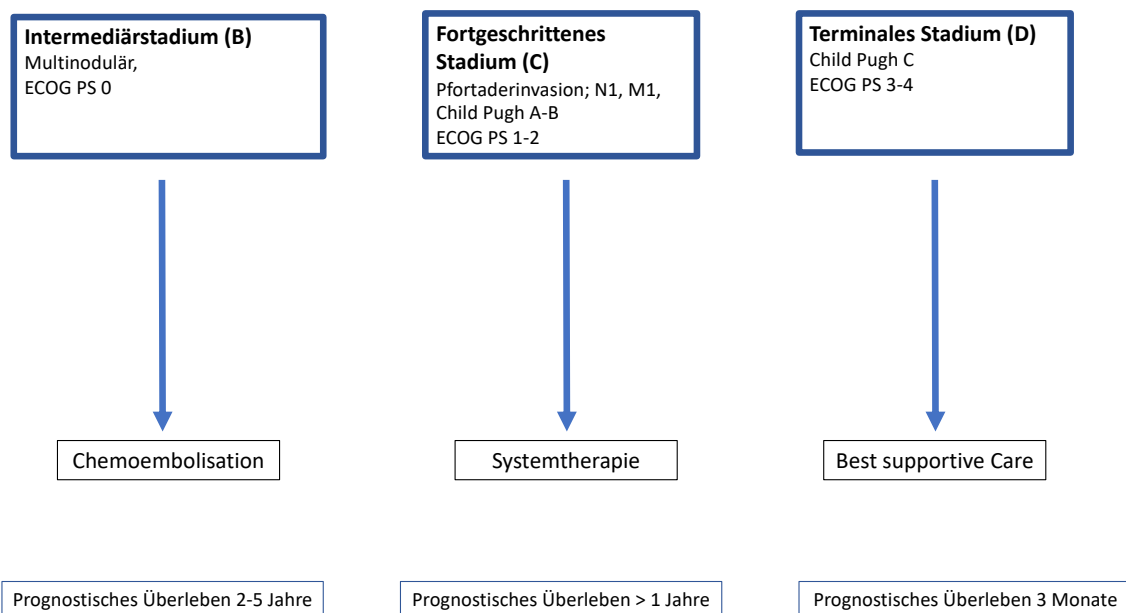 Intermediärstadium (B)
Multinodulär,
ECOG PS 0
Fortgeschrittenes
Stadium (C)
Pfortaderinvasion; N1, M1,
Child Pugh A-B
ECOG PS 1-2
Terminales Stadium (D)
Child Pugh C
ECOG PS 3-4
Chemoembolisation
Systemtherapie
Best supportive Care
Prognostisches Überleben 2-5 Jahre
Prognostisches Überleben > 1 Jahre
Prognostisches Überleben 3 Monate